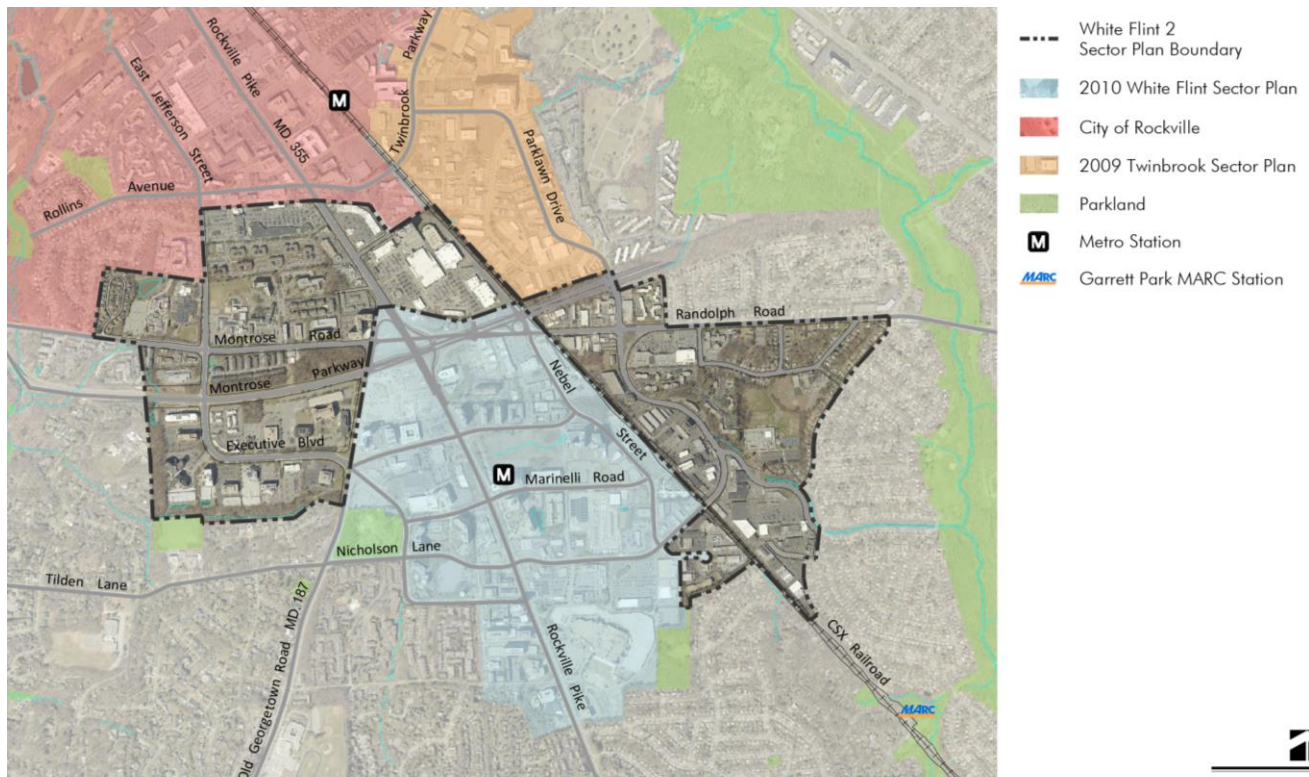 Rockville Pike
MD. 355
East Jefferson Street
Twinbrook Parkway
M
Parklawn Drive
Rollins Avenue
Randolph Road
Montrose Road
Montrose Parkway
Nebel Street
Executive Blvd
M
Marinelli Road
Nicholson Lane
Tilden Lane
Old Georgetown Road MD. 187
Rockville Pike
CSX Railroad
MARC
White Flint 2
Sector Plan Boundary
2010 White Flint Sector Plan
City of Rockville
2009 Twinbrook Sector Plan
Parkland
M
Metro Station
MARC
Garrett Park MARC Station